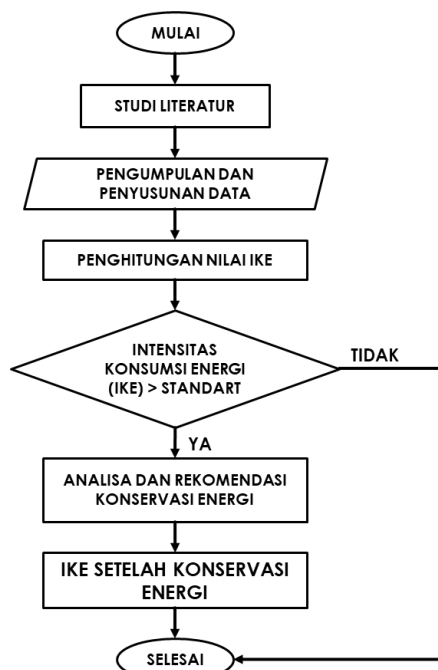 MULAI
STUDI LITERATUR
PENGUMPULAN DAN
PENYUSUNAN DATA
PENGHITUNGAN NILAI IKE
INTENSITAS
KONSUMSI ENERGI
(IKE) > STANDART
TIDAK
YA
ANALISA DAN REKOMENDASI
KONSERVASI ENERGI
IKE SETELAH KONSERVASI
ENERGI
SELESAI